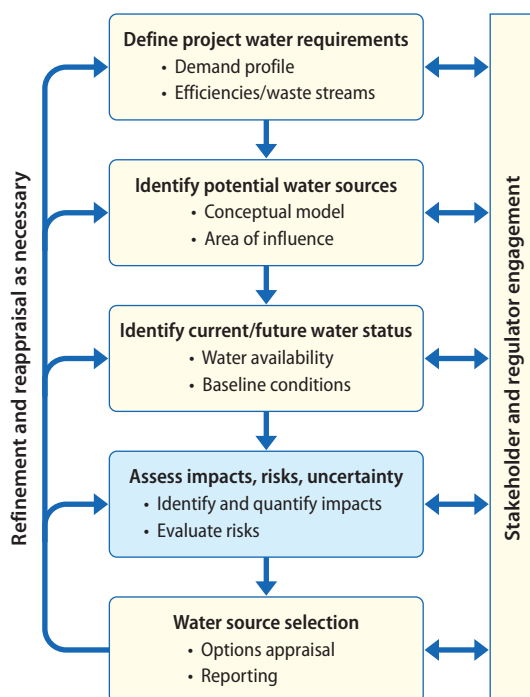 Define project water requirements
• Demand profile
• Efficiencies/waste streams
Identify potential water sources
• Conceptual model
• Area of influence
Identify current/future water status
• Water availability
• Baseline conditions
Assess impacts, risks, uncertainty
• Identify and quantify impacts
• Evaluate risks
Water source selection
• Options appraisal
• Reporting
Refinement and reappraisal as necessary
Stakeholder and regulator engagement